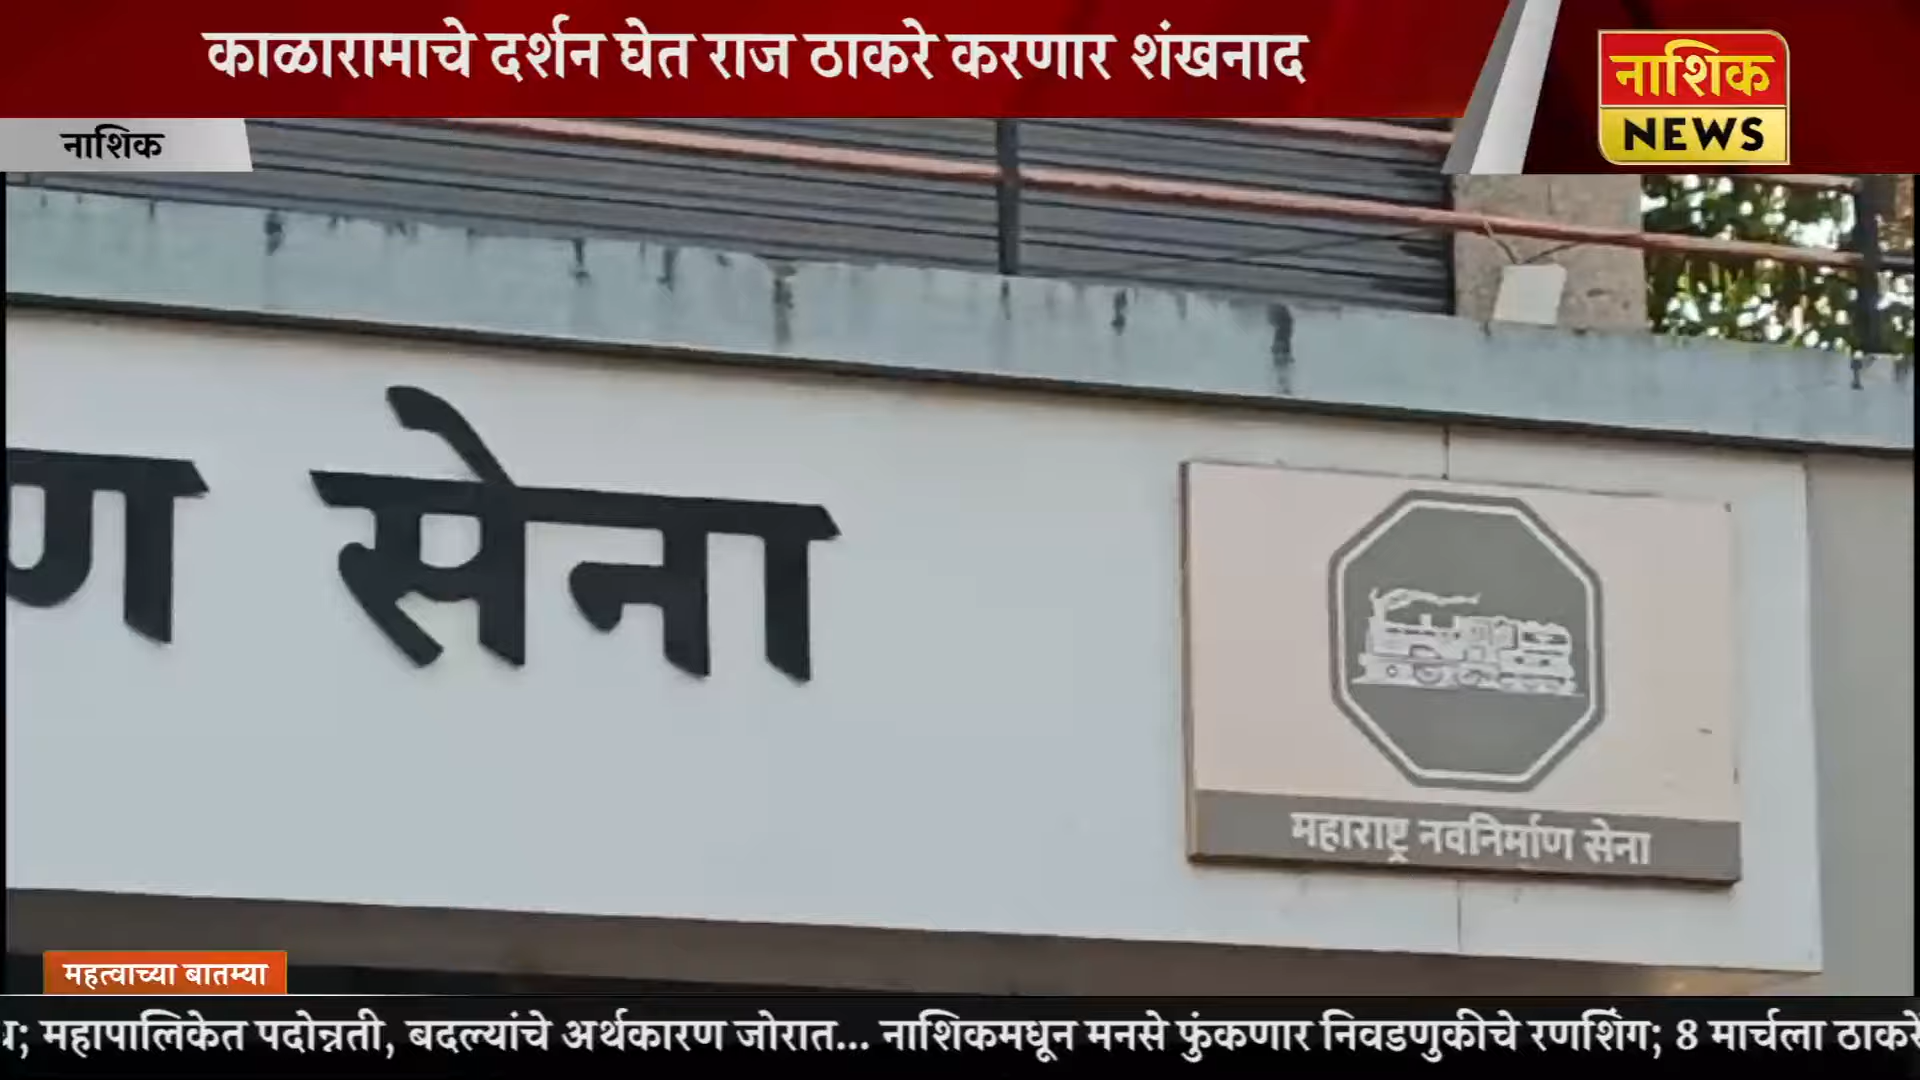 काळारामाचे दर्शन घेत राज ठाकरे करणार शंखनाद
नाशिक
NEWS
नाशिक
ण सेना
महाराष्ट्र नवनिर्माण सेना
महत्वाच्या बातम्या
; महापालिकेत पदोन्नती, बदल्यांचे अर्थकारण जोरात... नाशिकमधून मनसे फुंकणार निवडणुकीचे रणशिंग; 8 मार्चला ठाकरे